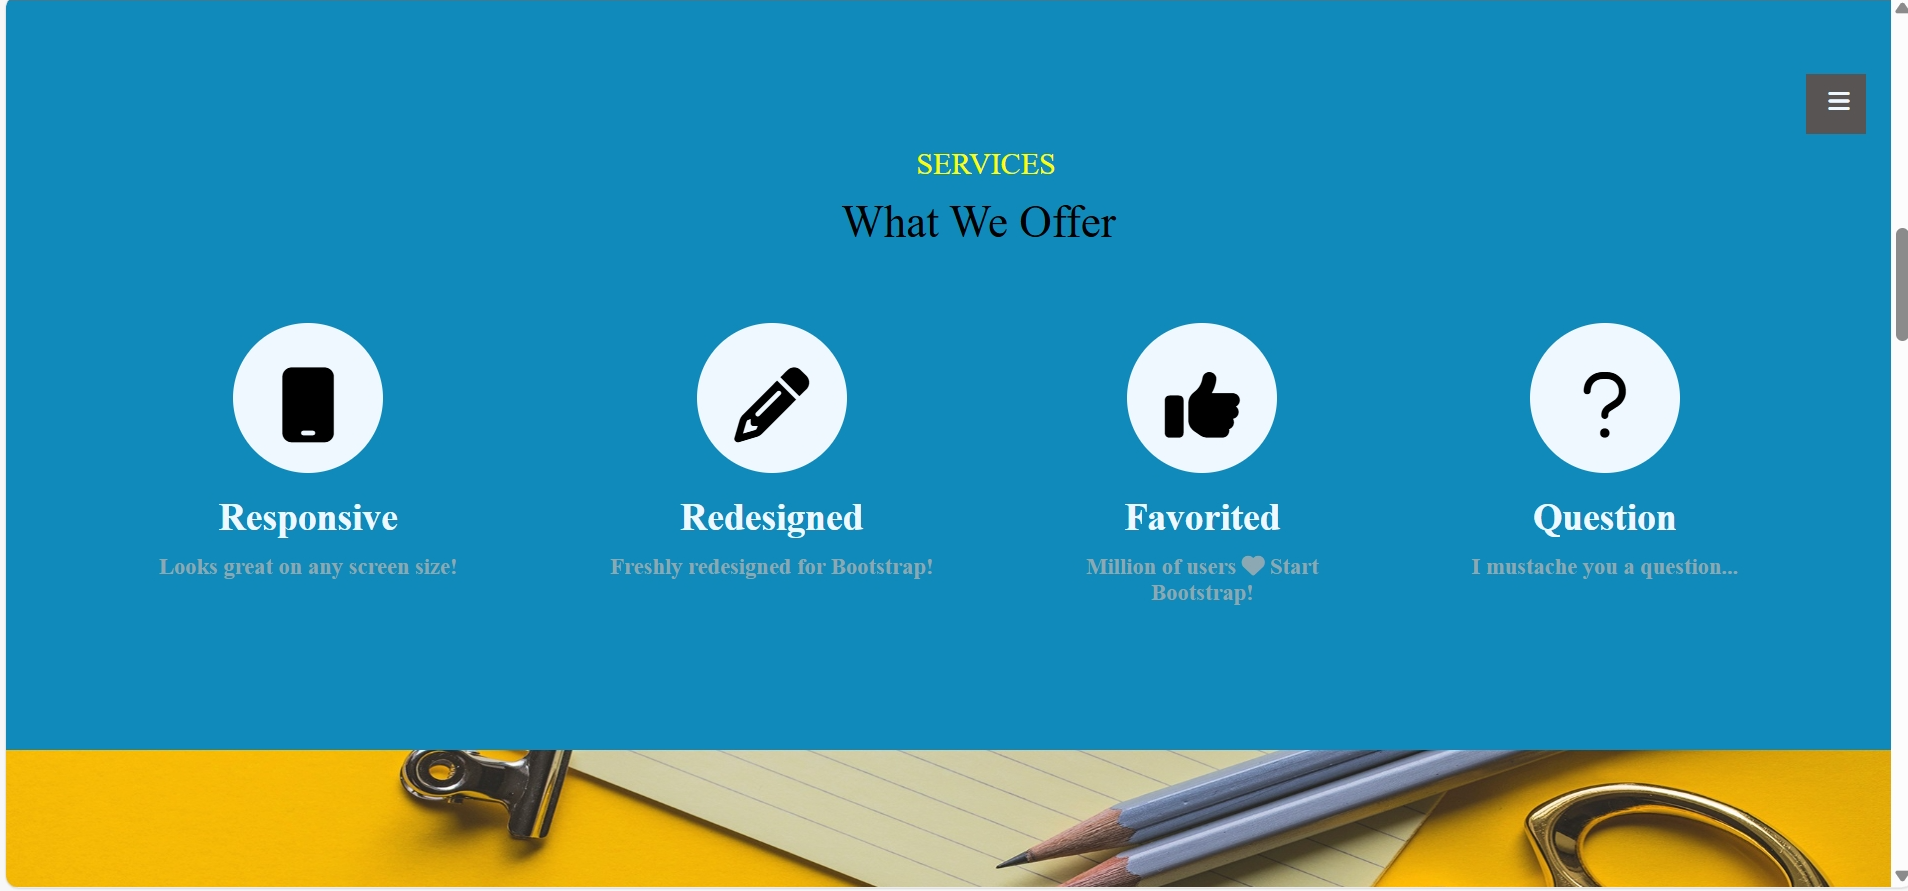 SERVICES
What We Offer
Responsive
Looks great on any screen size!
Redesigned
Freshly redesigned for Bootstrap!
Favorited
Million of users ♥ Start
Bootstrap!
Question
I mustache you a question...